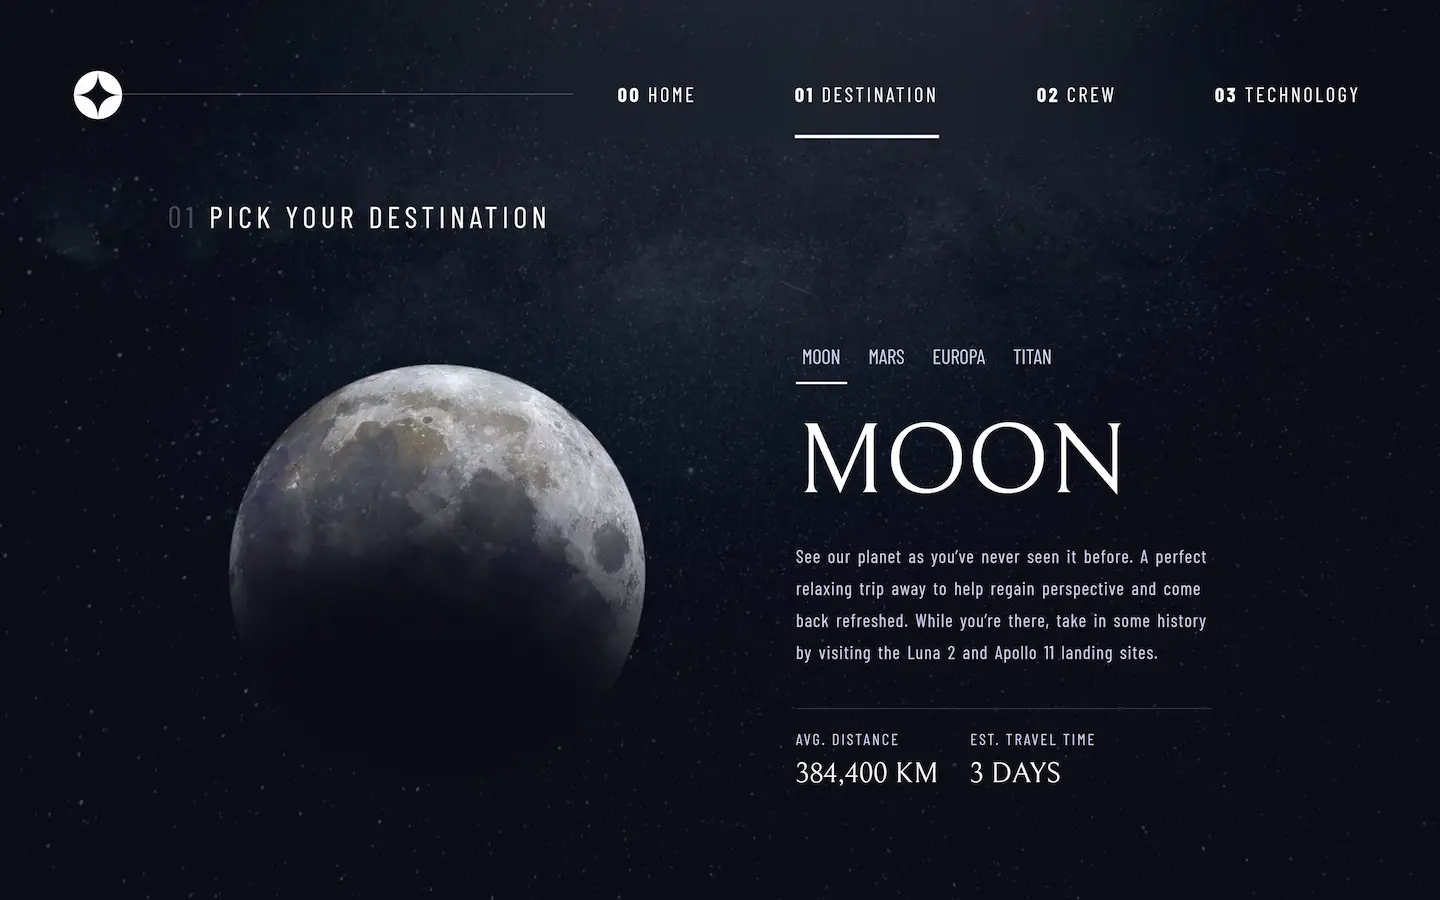 00 HOME
01 DESTINATION
02 CREW
03 TECHNOLOGY
01 PICK YOUR DESTINATION
MOON
MARS
EUROPA
TITAN
MOON
See our planet as you’ve never seen it before. A perfect
relaxing trip away to help regain perspective and come
back refreshed. While you’re there, take in some history
by visiting the Luna 2 and Apollo 11 landing sites.
AVG. DISTANCE
384,400 KM
EST. TRAVEL TIME
3 DAYS